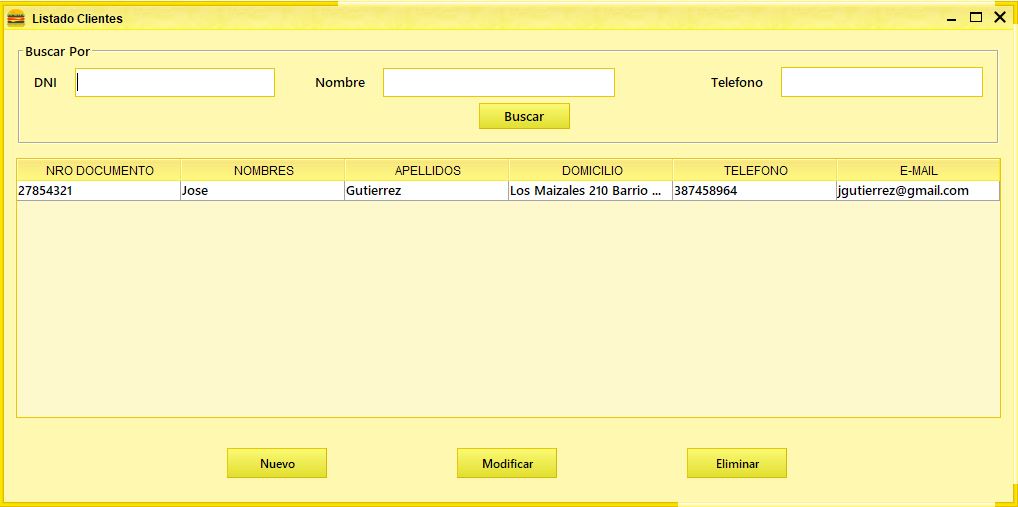 Listado Clientes
Buscar Por
DNI Nombre Telefono
Buscar
NRO DOCUMENTO NOMBRES APELLIDOS DOMICILIO TELEFONO E-MAIL
27854321 Jose Gutierrez Los Maizales 210 Barrio ... 387458964 jgutierrez@gmail.com
Nuevo Modificar Eliminar